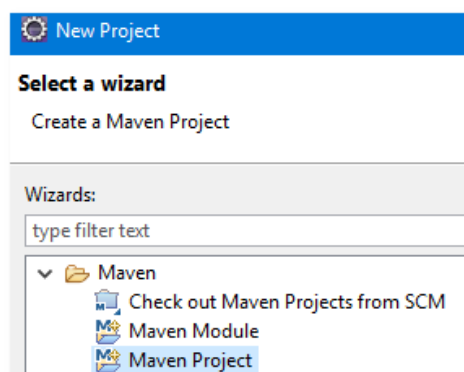 New Project
Select a wizard
Create a Maven Project
Wizards:
type filter text
Maven
Check out Maven Projects from SCM
Maven Module
Maven Project